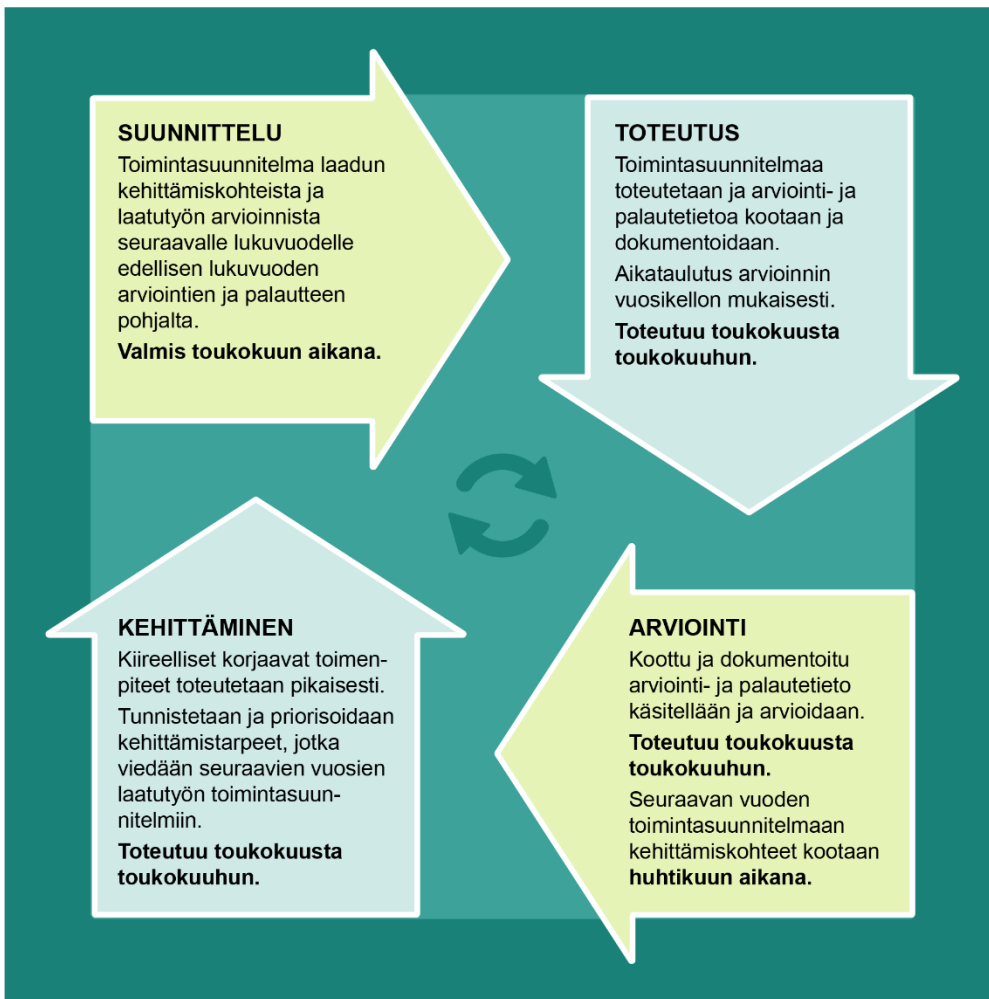 SUUNNITTELU
Toimintasuunnitelma laadun
kehittämiskohteista ja
laatutyön arvioinnista
seuraavalle lukuvuodelle
edellisen lukuvuoden
arviointien ja palautteen
pohjalta.
Valmis toukokuun aikana.
TOTEUTUS
Toimintasuunnitelmaa
toteutetaan ja arviointi- ja
palautetietoa kootaan ja
dokumentoidaan.
Aikataulutus arvioinnin
vuosikellon mukaisesti.
Toteutuu toukokuusta
toukokuuhun.
ARVIOINTI
Koottu ja dokumentoitu
arviointi- ja palautetieto
käsitellään ja arvioidaan.
Toteutuu toukokuusta
toukokuuhun.
Seuraavan vuoden
toimintasuunnitelmaan
kehittämiskohteet kootaan
huhtikuun aikana.
KEHITTÄMINEN
Kiireelliset korjaavat toimen-
piteet toteutetaan pikaisesti.
Tunnistetaan ja priorisoidaan
kehittämistarpeet, jotka
viedään seuraavien vuosien
laatutyön toimintasuun-
nitelmiin.
Toteutuu toukokuusta
toukokuuhun.